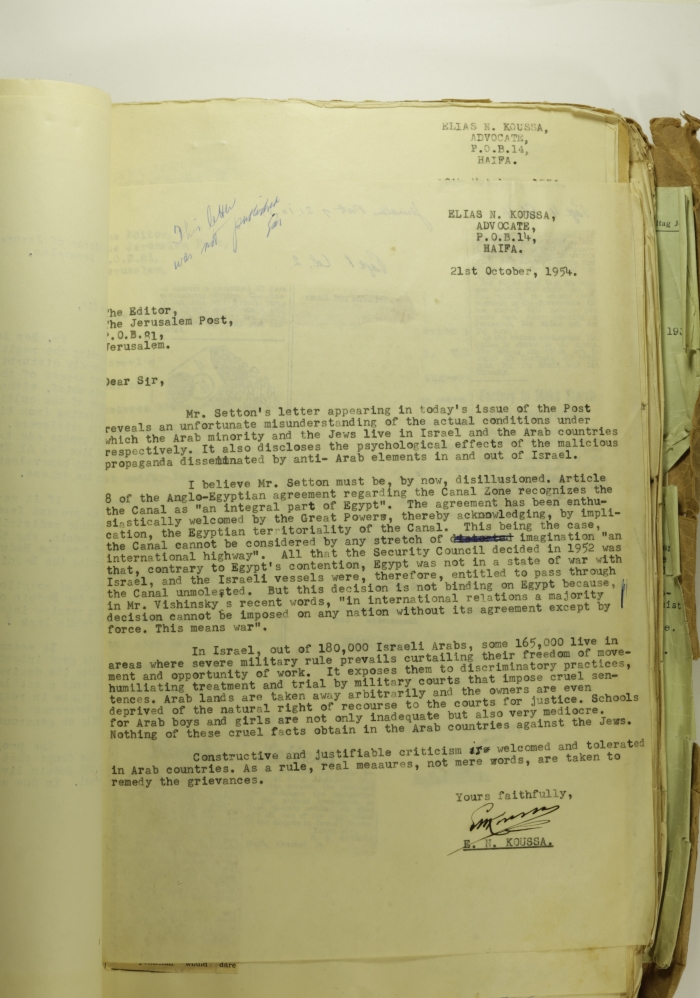 ELIAS N. KOUSSA,
ADVOCATE,
P.O.B.14,
HAIFA.
This letter
was not published
ELIAS N. KOUSSA,
ADVOCATE,
P.O.B.14,
HAIFA.
21st October, 1954.
The Editor,
The Jerusalem Post,
P.O.B.81,
Jerusalem.
Dear Sir,
Mr. Setton's letter appearing in today's issue of the Post
reveals an unfortunate misunderstanding of the actual conditions under
which the Arab minority and the Jews live in Israel and the Arab countries
respectively. It also discloses the psychological effects of the malicious
propaganda disseminated by anti- Arab elements in and out of Israel.
I believe Mr. Setton must be, by now, disillusioned. Article
8 of the Anglo-Egyptian agreement regarding the Canal Zone recognizes the
the Canal as "an integral part of Egypt". The agreement has been enthu-
siastically welcomed by the Great Powers, thereby acknowledging, by impli-
cation, the Egyptian territoriality of the Canal. This being the case,
the Canal cannot be considered by any stretch of imagination "an
international highway". All that the Security Council decided in 1952 was
that, contrary to Egypt's contention, Egypt was not in a state of war with
Israel, and the Israeli vessels were, therefore, entitled to pass through
the Canal unmolested. But this decision is not binding on Egypt because,
in Mr. Vishinsky s recent words, "in international relations a majority
decision cannot be imposed on any nation without its agreement except by
force. This means war".
In Israel, out of 180,000 Israeli Arabs, some 165,000 live in
areas where severe military rule prevails curtailing their freedom of move-
ment and opportunity of work. It exposes them to discriminatory practices,
humiliating treatment and trial by military courts that impose cruel sen-
tences. Arab lands are taken away arbitrarily and the owners are even
deprived of the natural right of recourse to the courts for justice. Schools
for Arab boys and girls are not only inadequate but also very mediocre.
Nothing of these cruel facts obtain in the Arab countries against the Jews.
Constructive and justifiable criticism is welcomed and tolerated
in Arab countries. As a rule, real meaaures, not mere words, are taken to
remedy the grievances.
Yours faithfully,
E. N. KOUSSA.
would dare